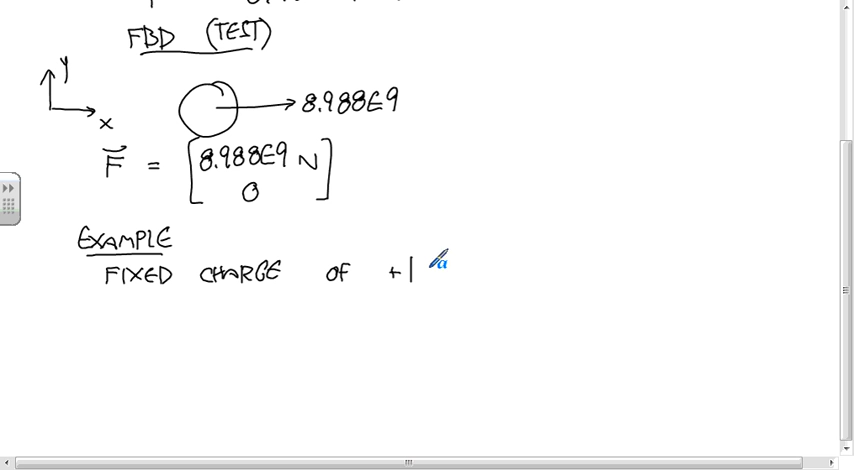 FBD (TEST)
y
8.988E9
x
F = [8.988E9 N
0]
EXAMPLE
FIXED CHARGE OF +1